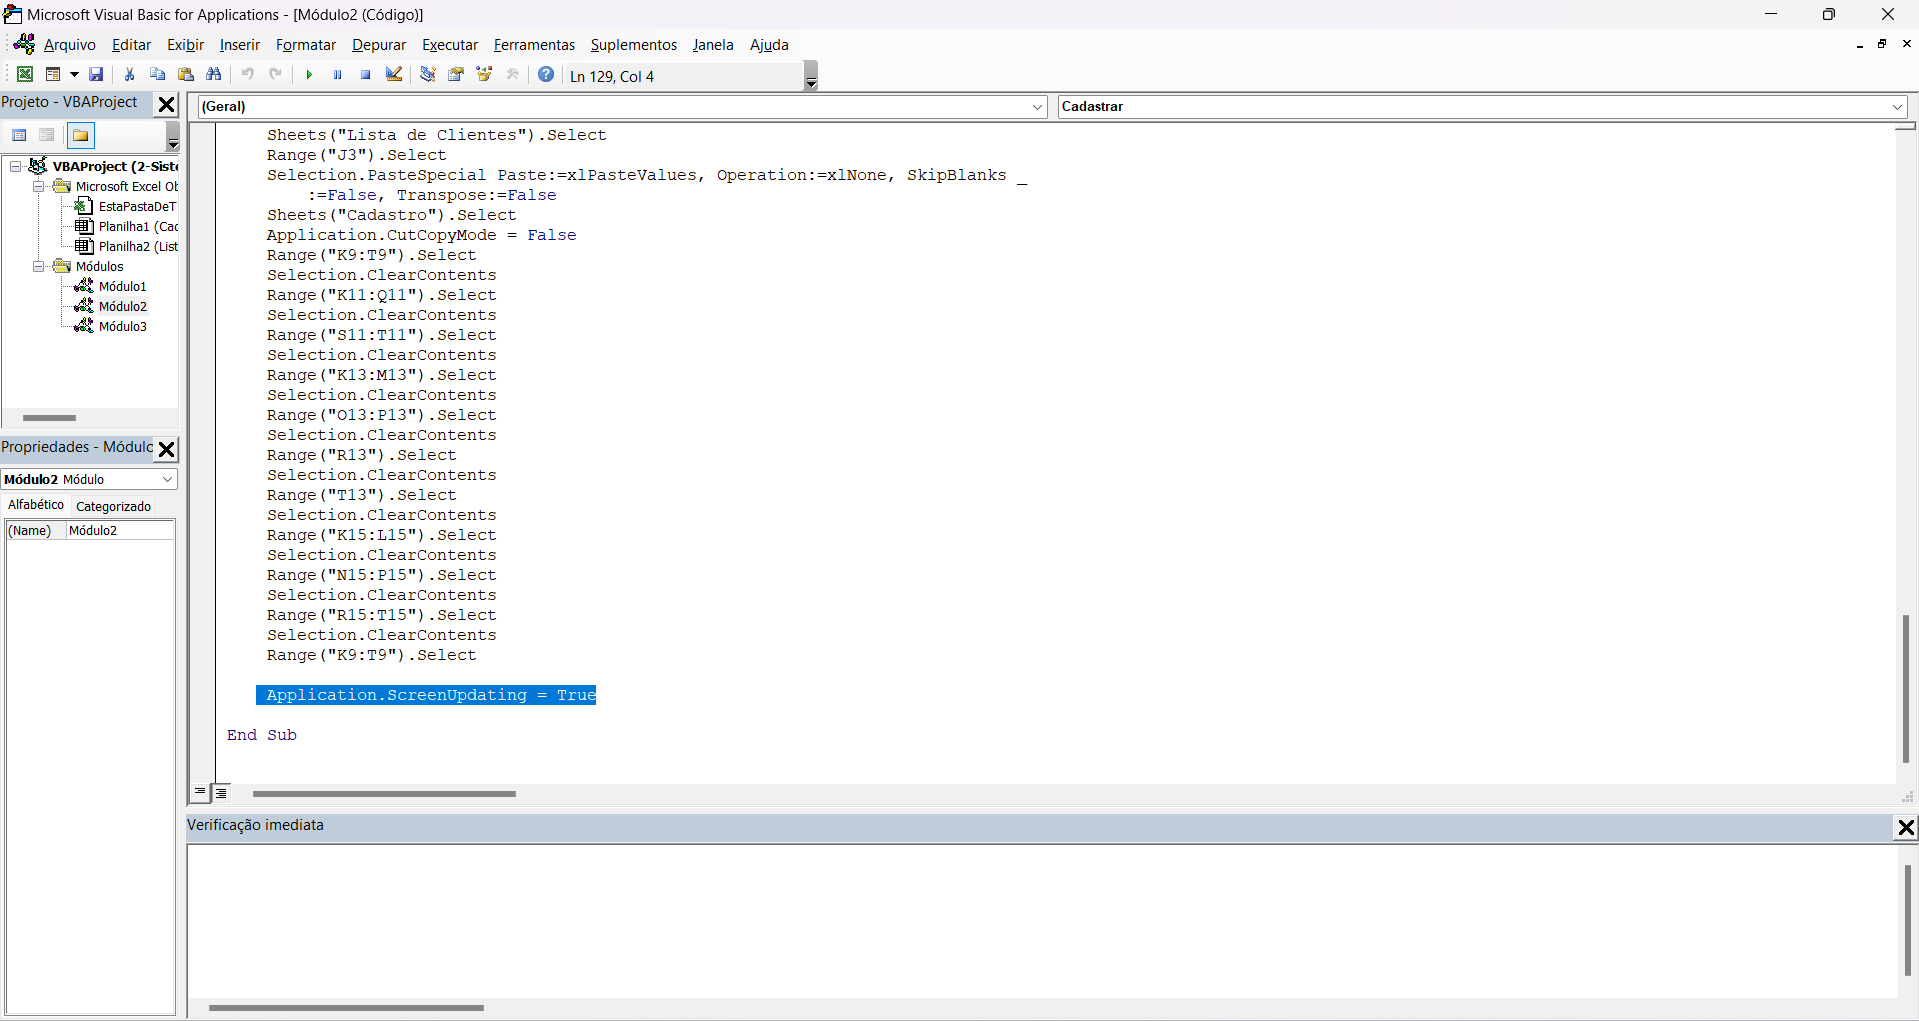 Microsoft Visual Basic for Applications - [Módulo2 (Código)]
Arquivo Editar Exibir Inserir Formatar Depurar Executar Ferramentas Suplementos Janela Ajuda
Ln 129, Col 4
Projeto - VBAProject
VBAProject (2-Siste
Microsoft Excel Ob
EstaPastaDeT
Planilha1 (Cad
Planilha2 (List
Módulos
Módulo1
Módulo2
Módulo3
Propriedades - Módulo
Módulo2 Módulo
Alfabético Categorizado
(Name) Módulo2
(Geral) Cadastrar
Sheets("Lista de Clientes").Select
Range("J3").Select
Selection.PasteSpecial Paste:=xlPasteValues, Operation:=xlNone, SkipBlanks _
:=False, Transpose:=False
Sheets("Cadastro").Select
Application.CutCopyMode = False
Range("K9:T9").Select
Selection.ClearContents
Range("K11:Q11").Select
Selection.ClearContents
Range("S11:T11").Select
Selection.ClearContents
Range("K13:M13").Select
Selection.ClearContents
Range("O13:P13").Select
Selection.ClearContents
Range("R13").Select
Selection.ClearContents
Range("T13").Select
Selection.ClearContents
Range("K15:L15").Select
Selection.ClearContents
Range("N15:P15").Select
Selection.ClearContents
Range("R15:T15").Select
Selection.ClearContents
Range("K9:T9").Select
Application.ScreenUpdating = True
End Sub
Verificação imediata